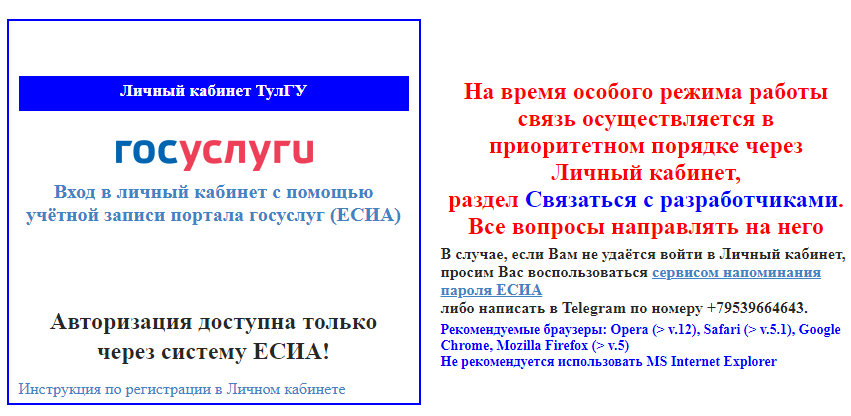 Личный кабинет ТулГУ
госуслуги
Вход в личный кабинет с помощью
учётной записи портала госуслуг (ЕСИА)
Авторизация доступна только
через систему ЕСИА!
Инструкция по регистрации в Личном кабинете
На время особого режима работы
связь осуществляется в
приоритетном порядке через
Личный кабинет,
раздел Связаться с разработчиками.
Все вопросы направлять на него
В случае, если Вам не удаётся войти в Личный кабинет,
просим Вас воспользоваться сервисом напоминания
пароля ЕСИА
либо написать в Telegram по номеру +79539664643.
Рекомендуемые браузеры: Opera (> v.12), Safari (> v.5.1), Google
Chrome, Mozilla Firefox (> v.5)
Не рекомендуется использовать MS Internet Explorer